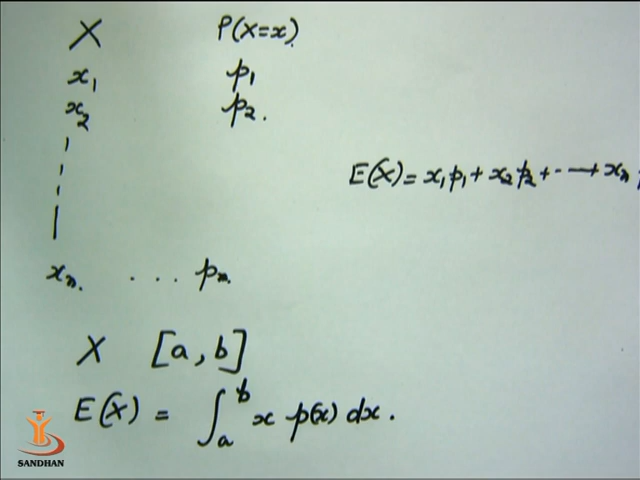 X P(X=x).
x₁ p₁
x₂ p₂.
E(X) = x₁p₁ + x₂p₂ + ... + xₙ
xₙ. ... pₙ.
X [a, b]
E(X) = ∫ₐᵇ x p(x) dx.
SANDHAN